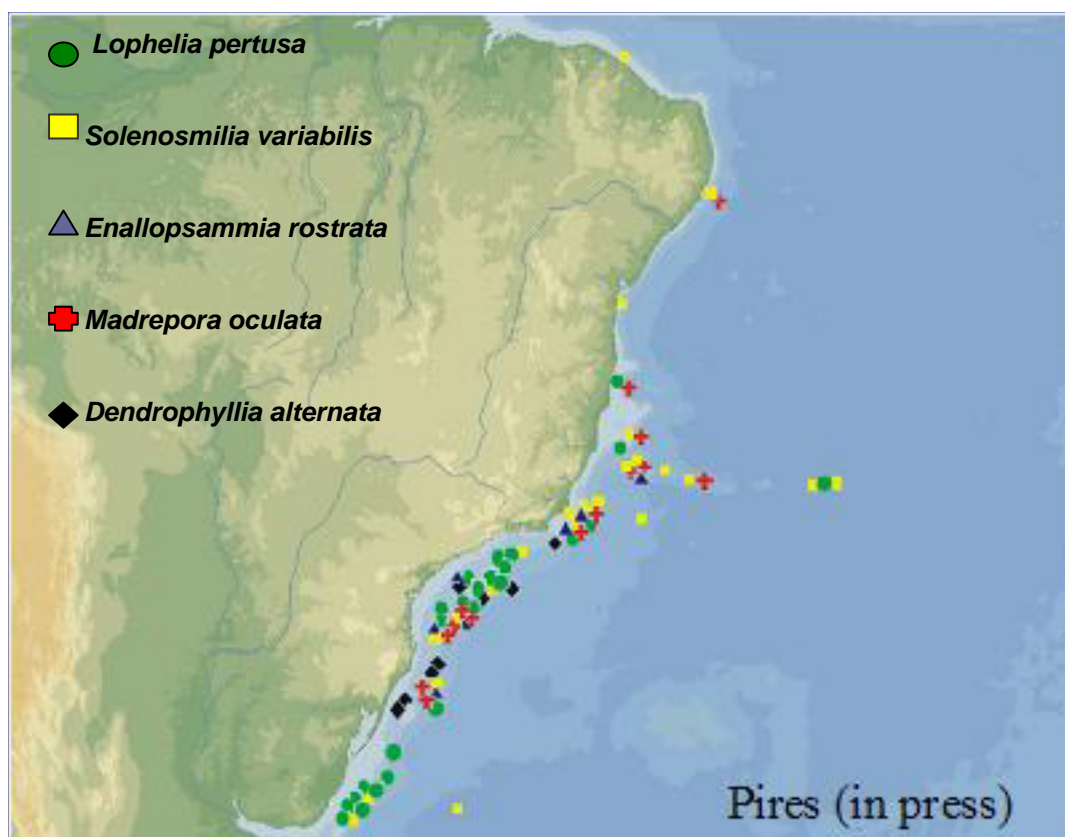 Lophelia pertusa
Solenosmilia variabilis
Enallopsammia rostrata
Madrepora oculata
Dendrophyllia alternata
Pires (in press)